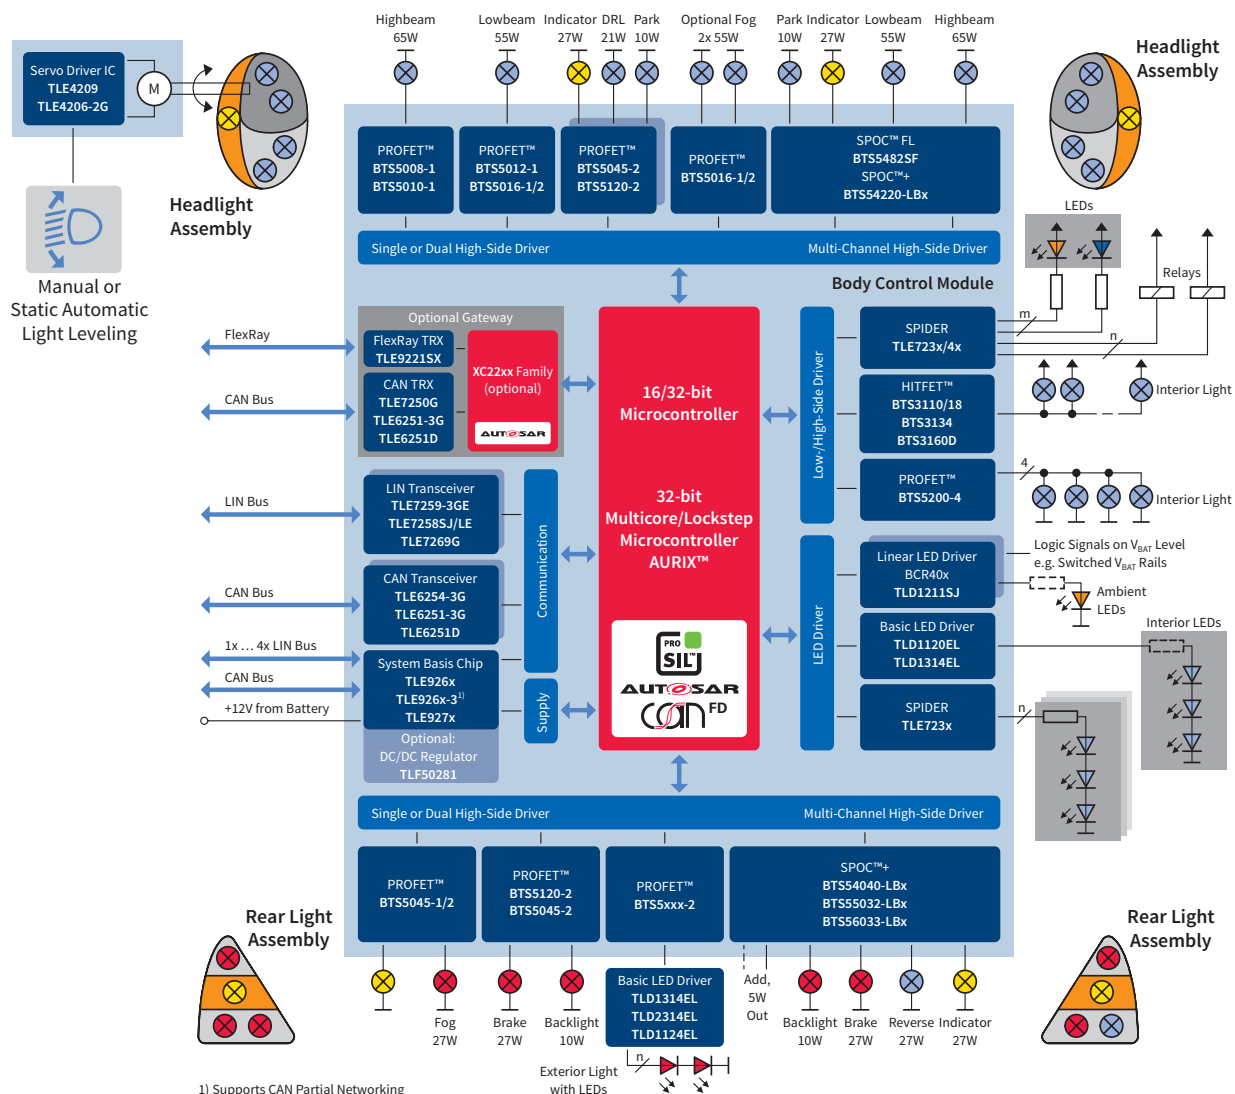 Highbeam
65W
Lowbeam
55W
Indicator
27W
DRL
21W
Park
10W
Optional Fog
2x 55W
Park
10W
Indicator
27W
Lowbeam
55W
Highbeam
65W
Servo Driver IC
TLE4209
TLE4206-2G
M
Headlight
Assembly
Headlight
Assembly
Manual or
Static Automatic
Light Leveling
PROFET™
BTS5008-1
BTS5010-1
PROFET™
BTS5012-1
BTS5016-1/2
PROFET™
BTS5045-2
BTS5120-2
PROFET™
BTS5016-1/2
SPOC™ FL
BTS5482SF
SPOC™+
BTS54220-LBx
Single or Dual High-Side Driver
Multi-Channel High-Side Driver
Body Control Module
LEDs
Relays
m
n
FlexRay
CAN Bus
Optional Gateway
FlexRay TRX
TLE9221SX
CAN TRX
TLE7250G
TLE6251-3G
TLE6251D
XC22xx Family
(optional)
AUTOSAR
16/32-bit
Microcontroller
32-bit
Multicore/Lockstep
Microcontroller
AURIX™
PRO
SIL™
AUTOSAR
CAN FD
Low-/High-Side Driver
SPIDER
TLE723x/4x
HITFET™
BTS3110/18
BTS3134
BTS3160D
PROFET™
BTS5200-4
Interior Light
4
Interior Light
LIN Bus
LIN Transceiver
TLE7259-3GE
TLE7258SJ/LE
TLE7269G
CAN Bus
CAN Transceiver
TLE6254-3G
TLE6251-3G
TLE6251D
Communication
1x ... 4x LIN Bus
CAN Bus
+12V from Battery
System Basis Chip
TLE926x
TLE926x-3¹⁾
TLE927x
Supply
Optional:
DC/DC Regulator
TLF50281
LED Driver
Linear LED Driver
BCR40x
TLD1211SJ
Basic LED Driver
TLD1120EL
TLD1314EL
SPIDER
TLE723x
Logic Signals on VBAT Level
e.g. Switched VBAT Rails
Ambient
LEDs
Interior LEDs
n
Single or Dual High-Side Driver
Multi-Channel High-Side Driver
PROFET™
BTS5045-1/2
PROFET™
BTS5120-2
BTS5045-2
PROFET™
BTS5xxx-2
SPOC™+
BTS54040-LBx
BTS55032-LBx
BTS56033-LBx
Rear Light
Assembly
Rear Light
Assembly
Fog
27W
Brake
27W
Backlight
10W
Basic LED Driver
TLD1314EL
TLD2314EL
TLD1124EL
Add,
5W
Out
Backlight
10W
Brake
27W
Reverse
27W
Indicator
27W
n
Exterior Light
with LEDs
1) Supports CAN Partial Networking